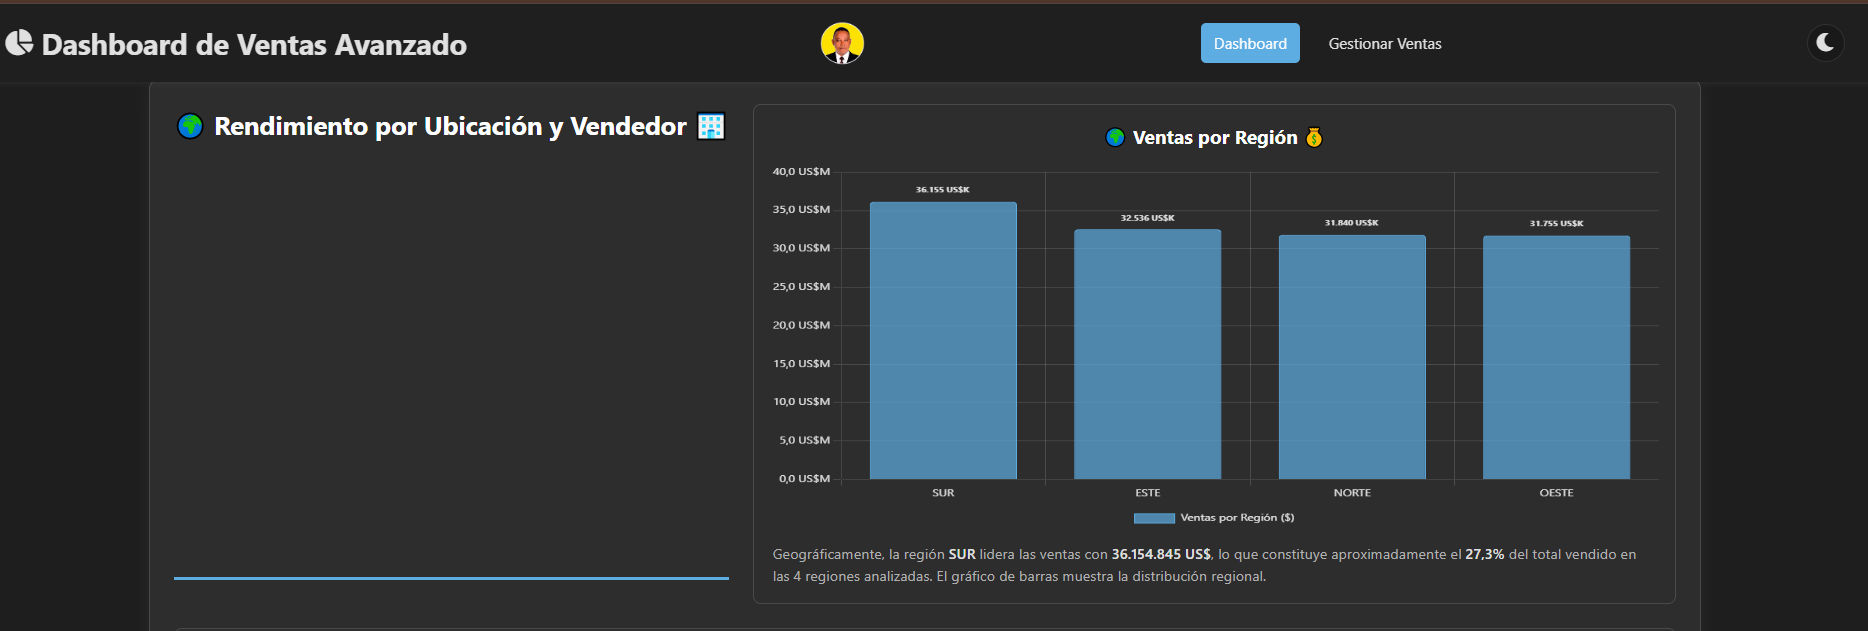 Dashboard de Ventas Avanzado
Dashboard
Gestionar Ventas
Rendimiento por Ubicación y Vendedor
Ventas por Región
40,0 US$M
35,0 US$M
30,0 US$M
25,0 US$M
20,0 US$M
15,0 US$M
10,0 US$M
5,0 US$M
0,0 US$M
36.155 US$K
32.536 US$K
31.840 US$K
31.755 US$K
SUR
ESTE
NORTE
OESTE
Ventas por Región ($)
Geográficamente, la región SUR lidera las ventas con 36.154.845 US$, lo que constituye aproximadamente el 27,3% del total vendido en
las 4 regiones analizadas. El gráfico de barras muestra la distribución regional.